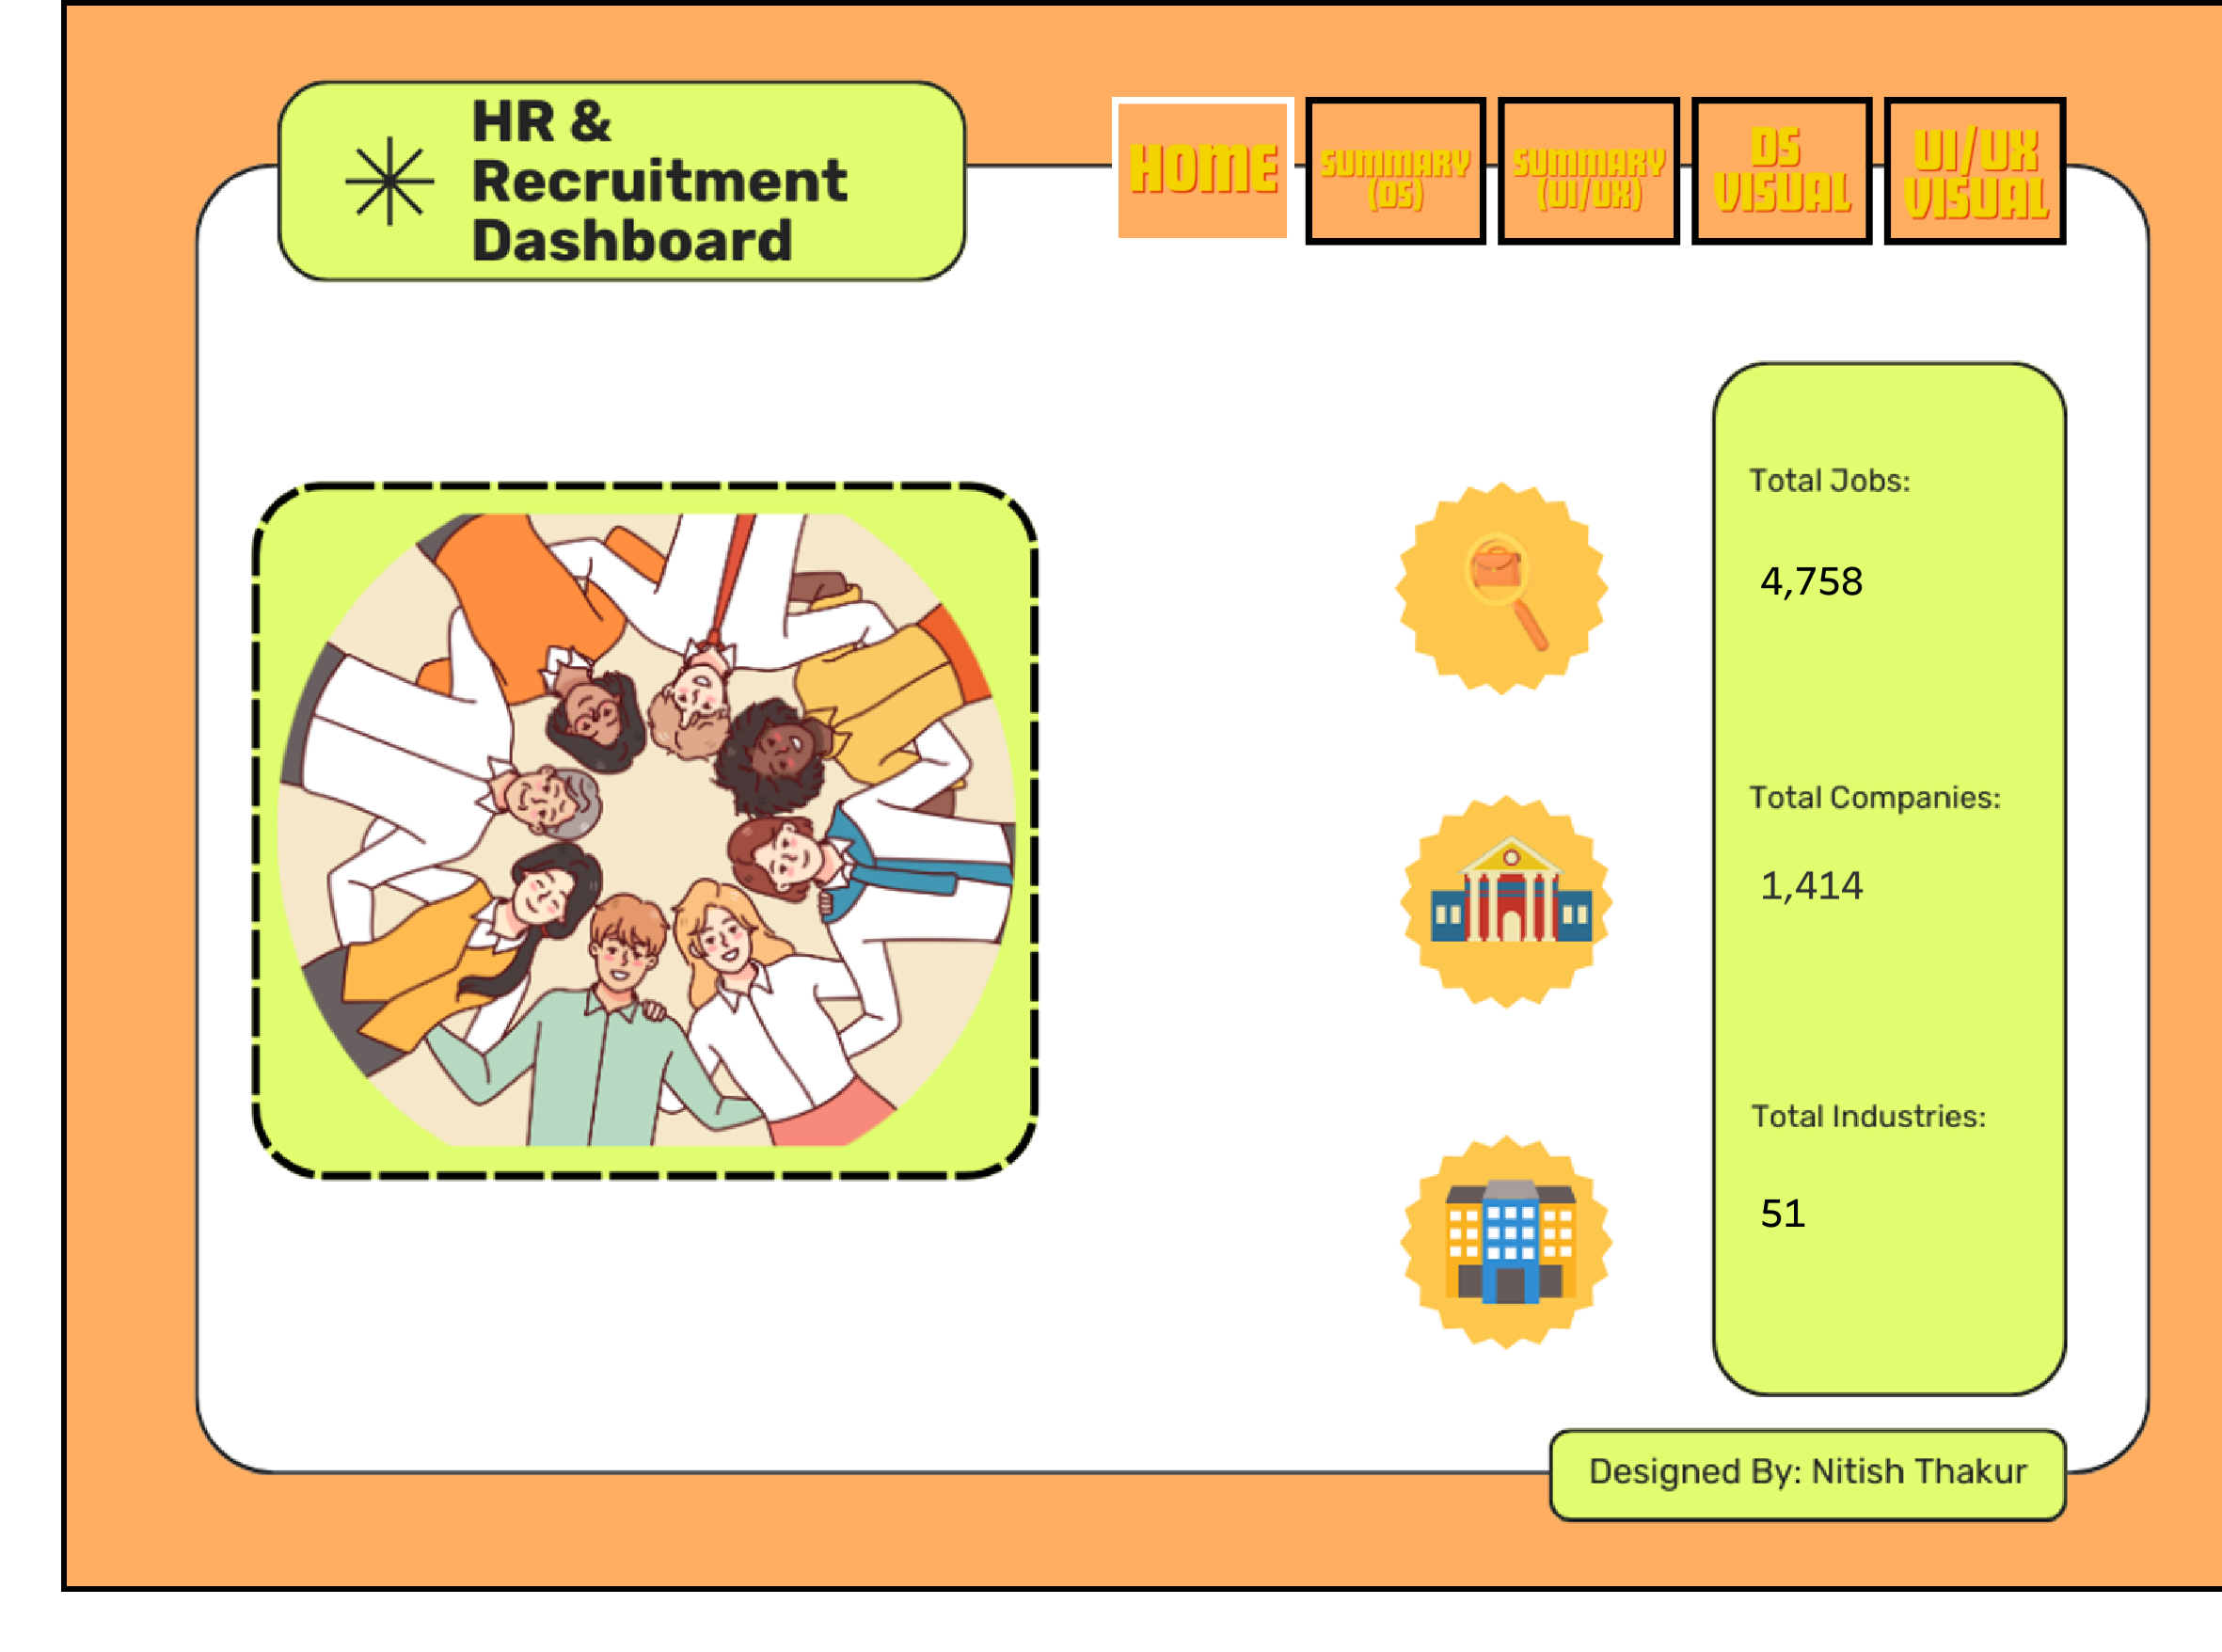 HR &
Recruitment
Dashboard
HOME
SUMMARY
(DS)
SUMMARY
(UI/UX)
DS
VISUAL
UI/UX
VISUAL
Total Jobs:
4,758
Total Companies:
1,414
Total Industries:
51
Designed By: Nitish Thakur